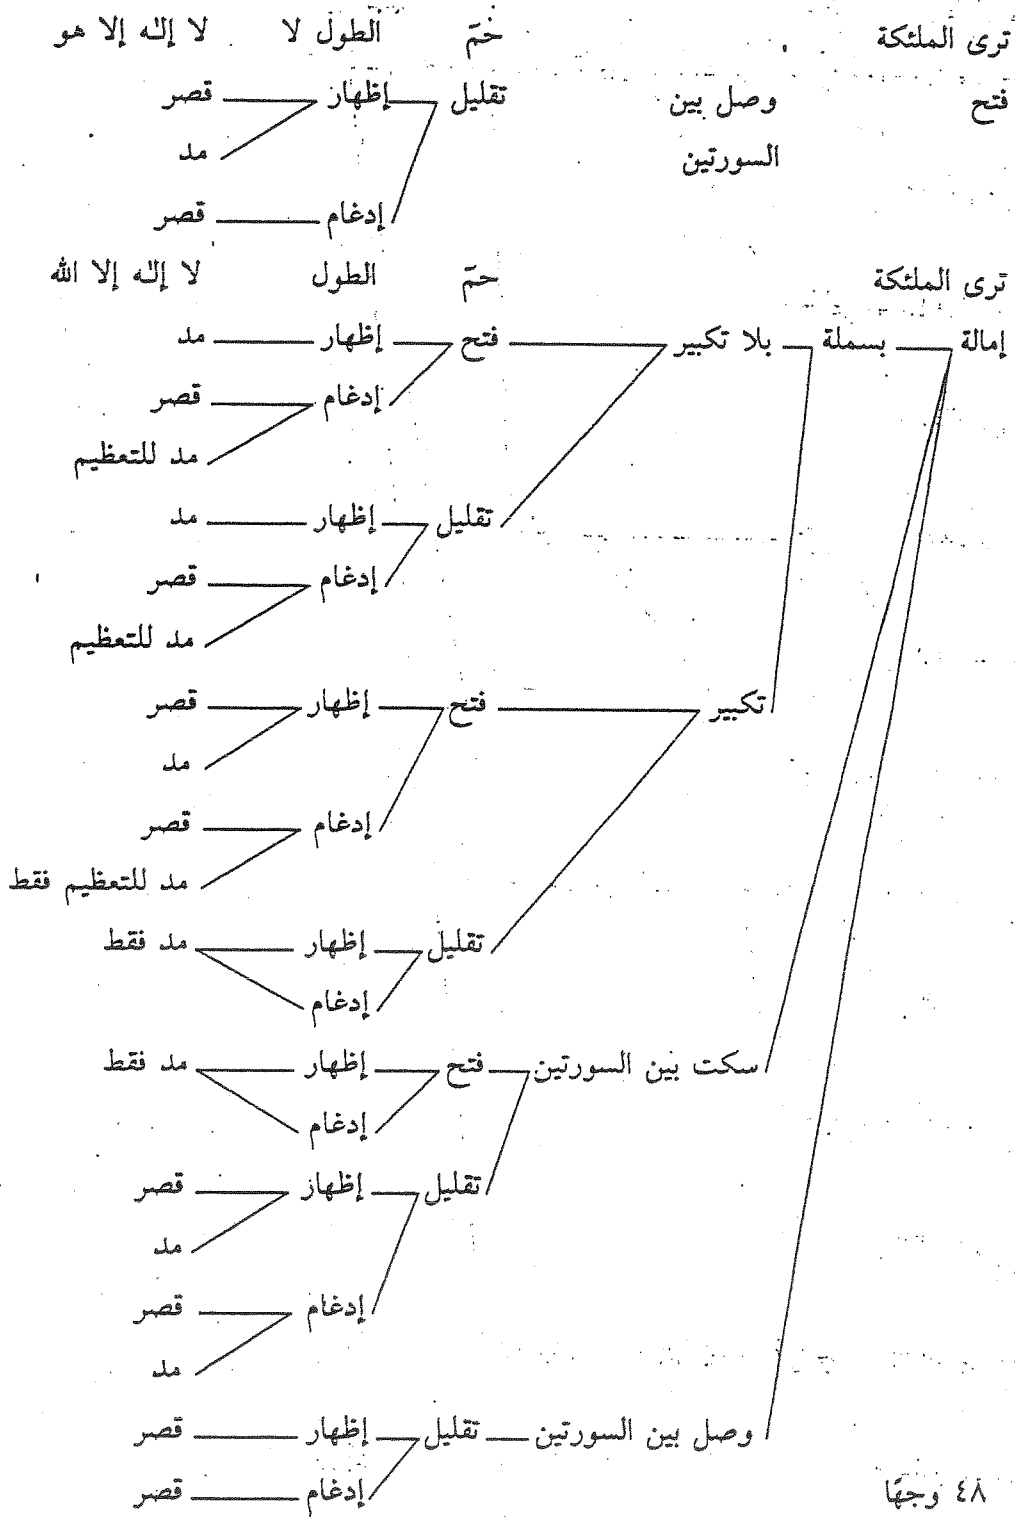 ترى الملئكة حمّ الطول لا لا إلٰه إلا هو
فتح وصل بين تقليل إظهار قصر
السورتين مد
إدغام قصر
ترى الملئكة حمّ الطول لا إلٰه إلا الله
إمالة بسملة بلا تكبير فتح إظهار مد
إدغام قصر
مد للتعظيم
تقليل إظهار مد
إدغام قصر
مد للتعظيم
تكبير فتح إظهار قصر
مد
إدغام قصر
مد للتعظيم فقط
تقليل إظهار مد فقط
إدغام
سكت بين السورتين فتح إظهار مد فقط
إدغام
تقليل إظهار قصر
مد
إدغام قصر
مد
وصل بين السورتين تقليل إظهار قصر
إدغام قصر
٤٨ وجهًا